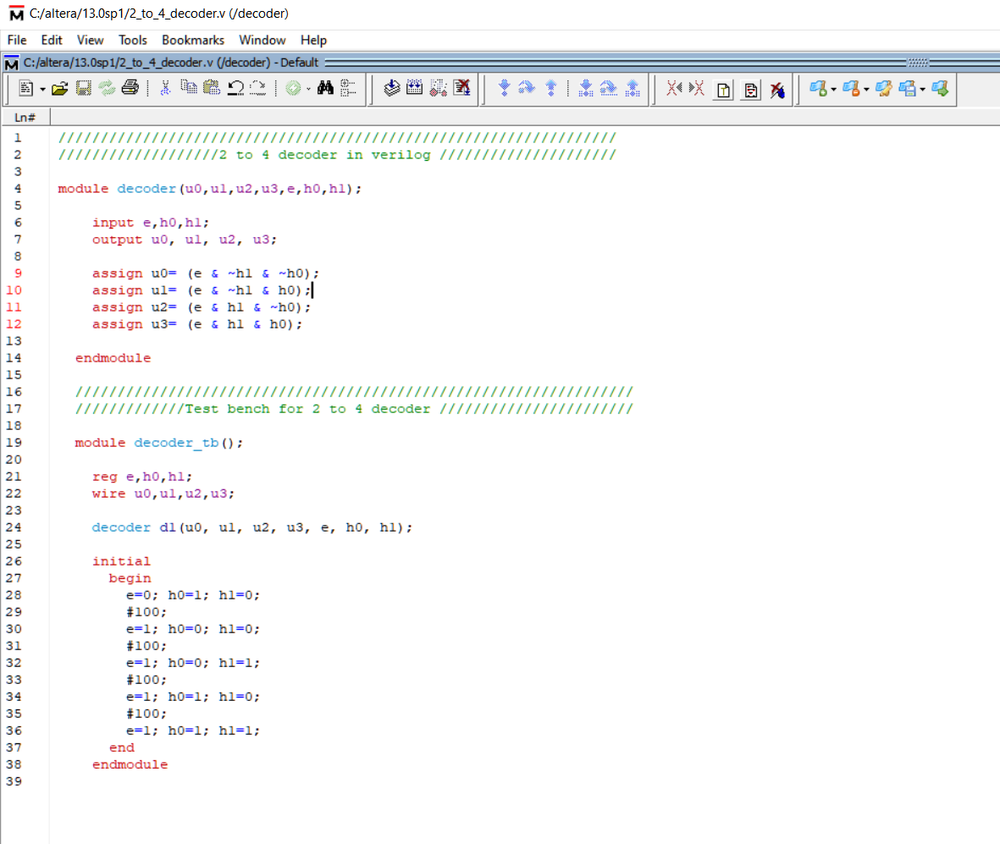 C:/altera/13.0sp1/2_to_4_decoder.v (/decoder)
File Edit View Tools Bookmarks Window Help
C:/altera/13.0sp1/2_to_4_decoder.v (/decoder) - Default
Ln#
1 //////////////////////////////////////////////////////////////////
2 ///////////////////2 to 4 decoder in verilog /////////////////////
3
4 module decoder(u0,u1,u2,u3,e,h0,h1);
5
6 input e,h0,h1;
7 output u0, u1, u2, u3;
8
9 assign u0= (e & ~h1 & ~h0);
10 assign u1= (e & ~h1 & h0);
11 assign u2= (e & h1 & ~h0);
12 assign u3= (e & h1 & h0);
13
14 endmodule
15
16 //////////////////////////////////////////////////////////////////
17 /////////////Test bench for 2 to 4 decoder ///////////////////////
18
19 module decoder_tb();
20
21 reg e,h0,h1;
22 wire u0,u1,u2,u3;
23
24 decoder d1(u0, u1, u2, u3, e, h0, h1);
25
26 initial
27 begin
28 e=0; h0=1; h1=0;
29 #100;
30 e=1; h0=0; h1=0;
31 #100;
32 e=1; h0=0; h1=1;
33 #100;
34 e=1; h0=1; h1=0;
35 #100;
36 e=1; h0=1; h1=1;
37 end
38 endmodule
39